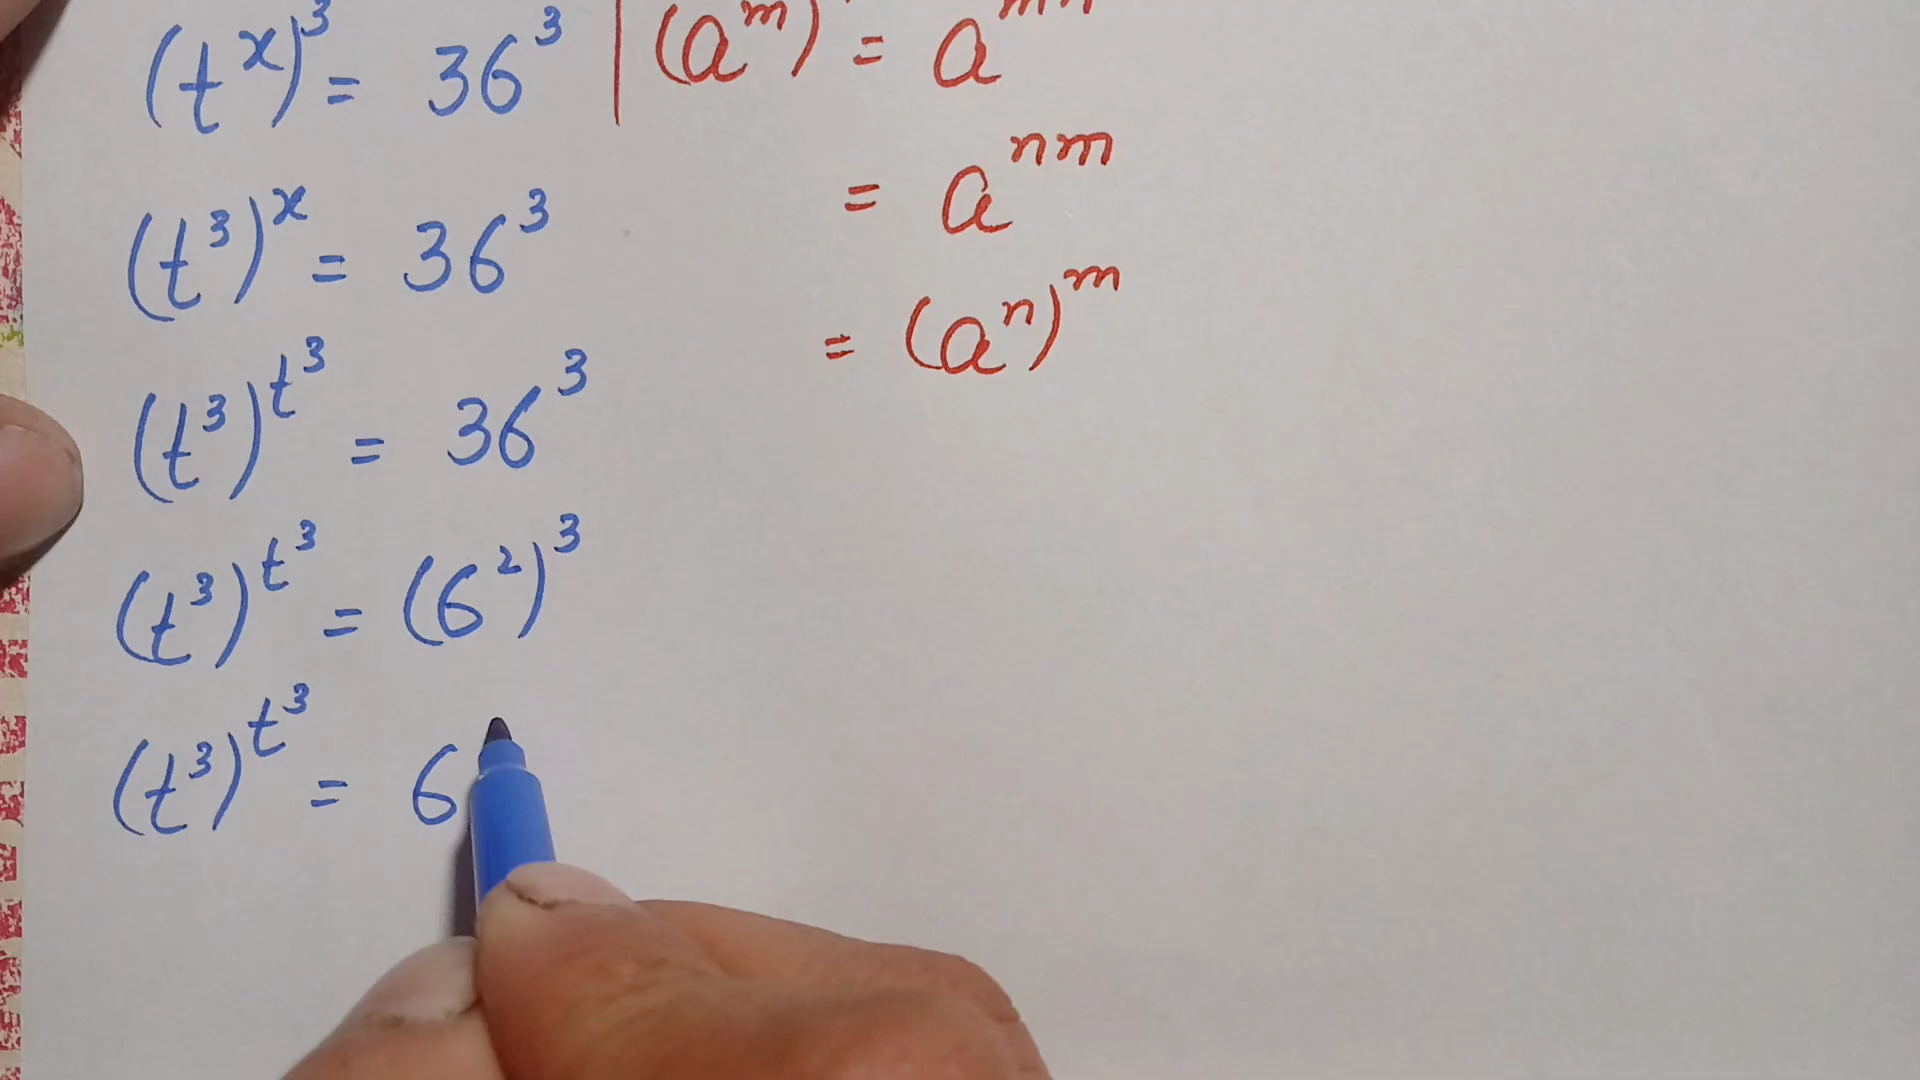 (t^x)^3 = 36^3
(t^3)^x = 36^3
(t^3)^t^3 = 36^3
(t^3)^t^3 = (6^2)^3
(t^3)^t^3 = 6
(a^m) = a^mn
= a^nm
= (a^n)^m